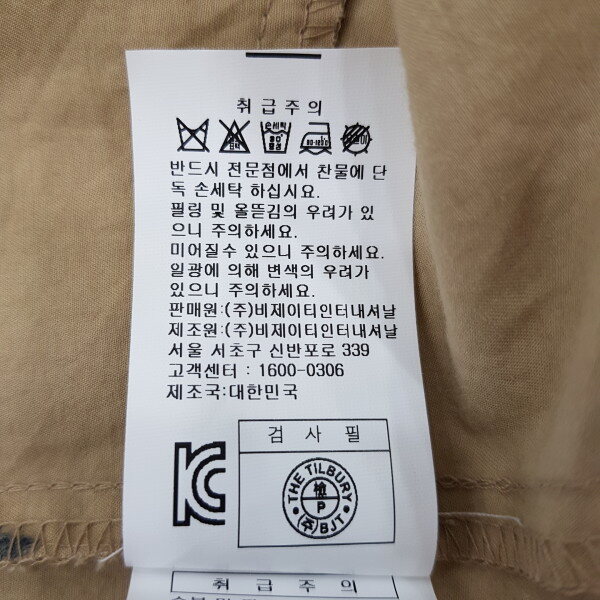 취급주의
반드시 전문점에서 찬물에 단
독 손세탁 하십시요.
필링 및 올뜯김의 우려가 있
으니 주의하세요.
미어질수 있으니 주의하세요.
일광에 의해 변색의 우려가
있으니 주의하세요.
판매원:(주)비제이티인터내셔날
제조원:(주)비제이티인터내셔날
서울 서초구 신반포로 339
고객센터 : 1600-0306
제조국:대한민국
검사필
THE TILBURY
檢
P
㈜BJT
취급주의